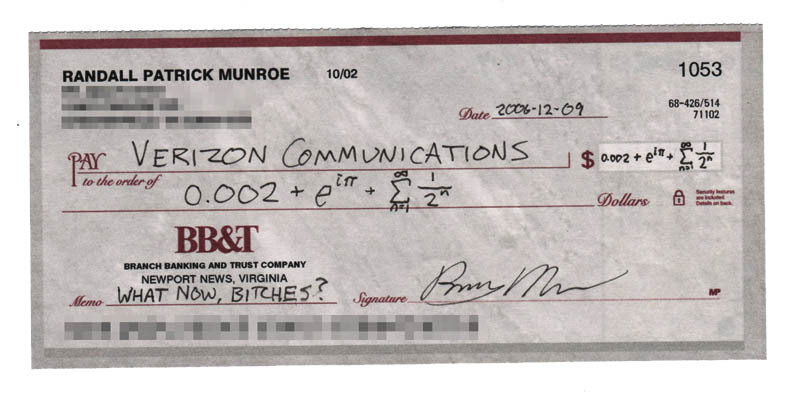 RANDALL PATRICK MUNROE 10/02 1053
68-426/514
71102
Date 2006-12-09
PAY VERIZON COMMUNICATIONS $ 0.002 + e^{iπ} + ∑_{n=1}^{∞} 1/2^n
to the order of
0.002 + e^{iπ} + ∑_{n=1}^{∞} 1/2^n Dollars
Security features
are included.
Details on back.
BB&T
BRANCH BANKING AND TRUST COMPANY
NEWPORT NEWS, VIRGINIA
Memo WHAT NOW, BITCHES? Signature MP